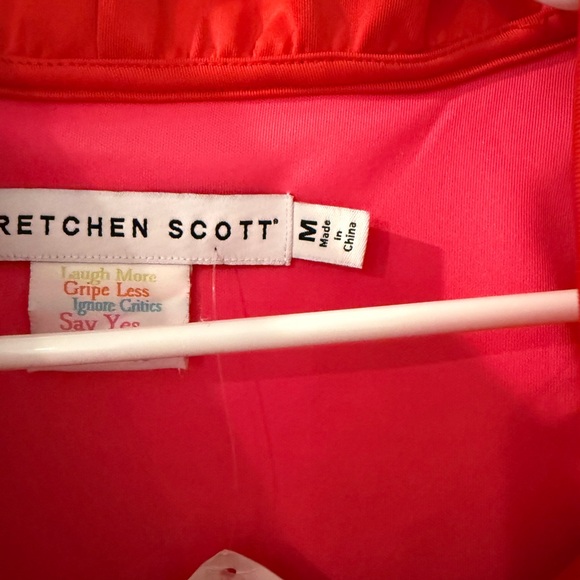 RETCHEN SCOTT®
M
Made
in
China
Laugh More
Gripe Less
Ignore Critics
Say Yes